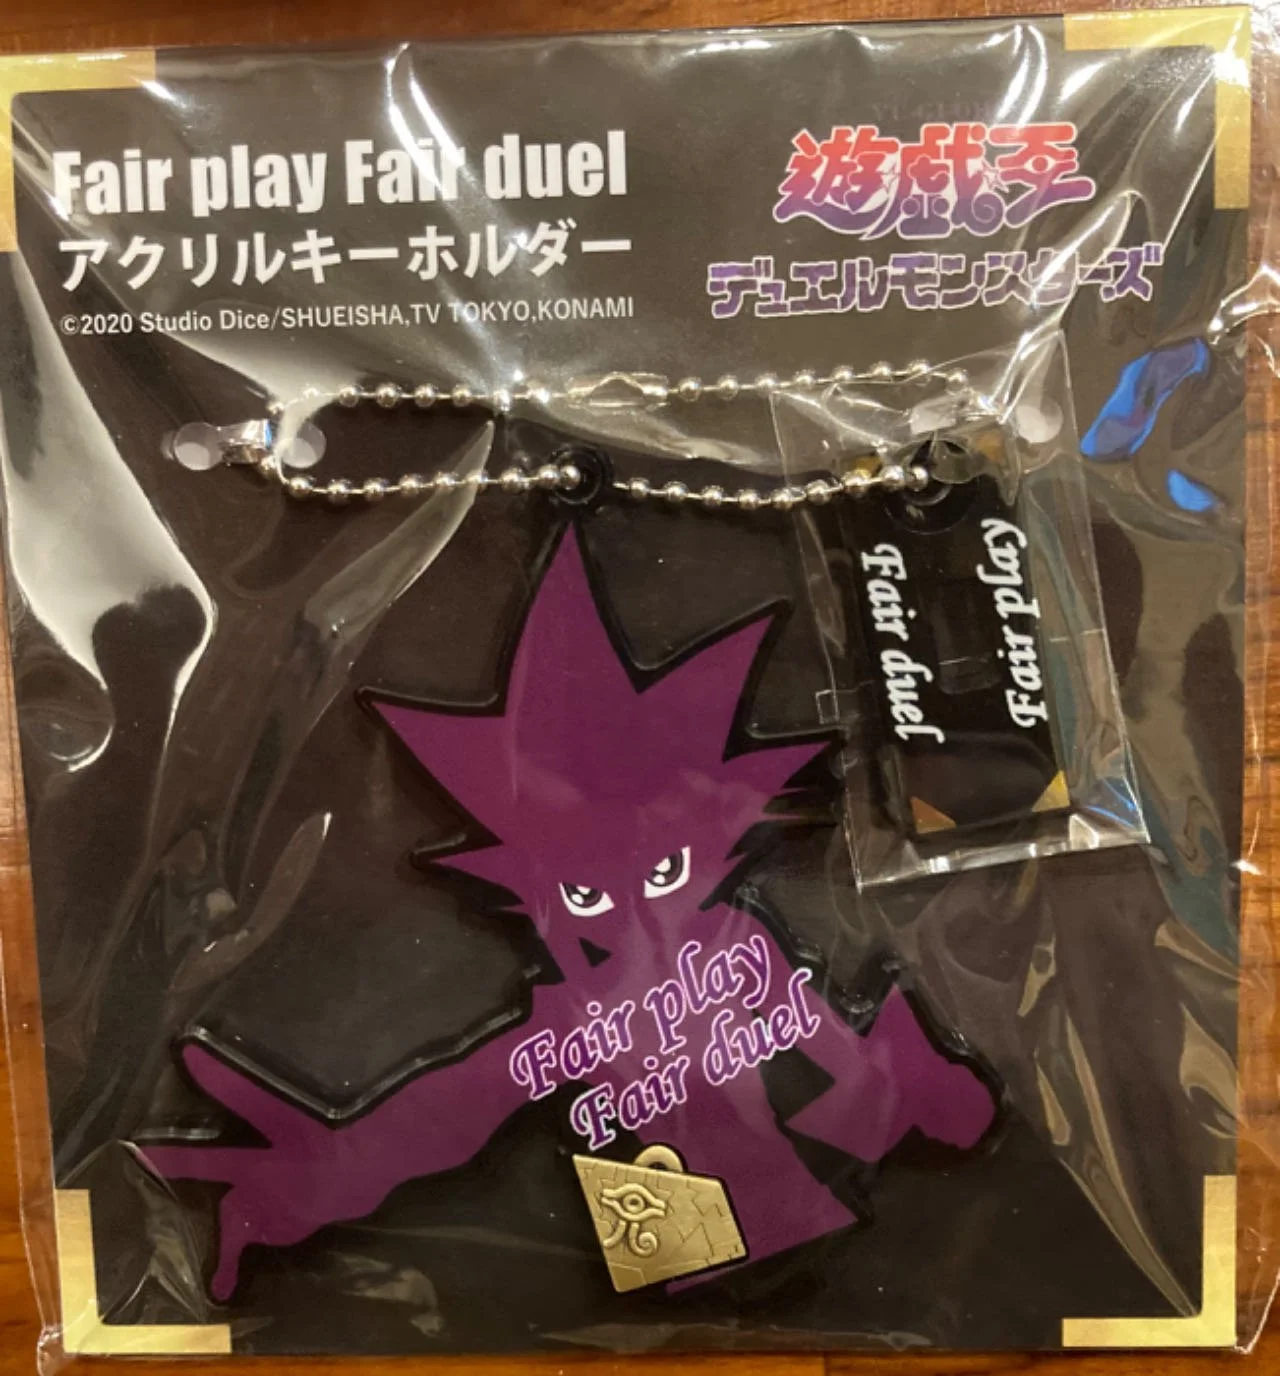 Fair play Fair duel
アクリルキーホルダー
©2020 Studio Dice/SHUEISHA,TV TOKYO,KONAMI
遊戯王
デュエルモンスターズ
Fair play
Fair duel
Fair play
Fair duel